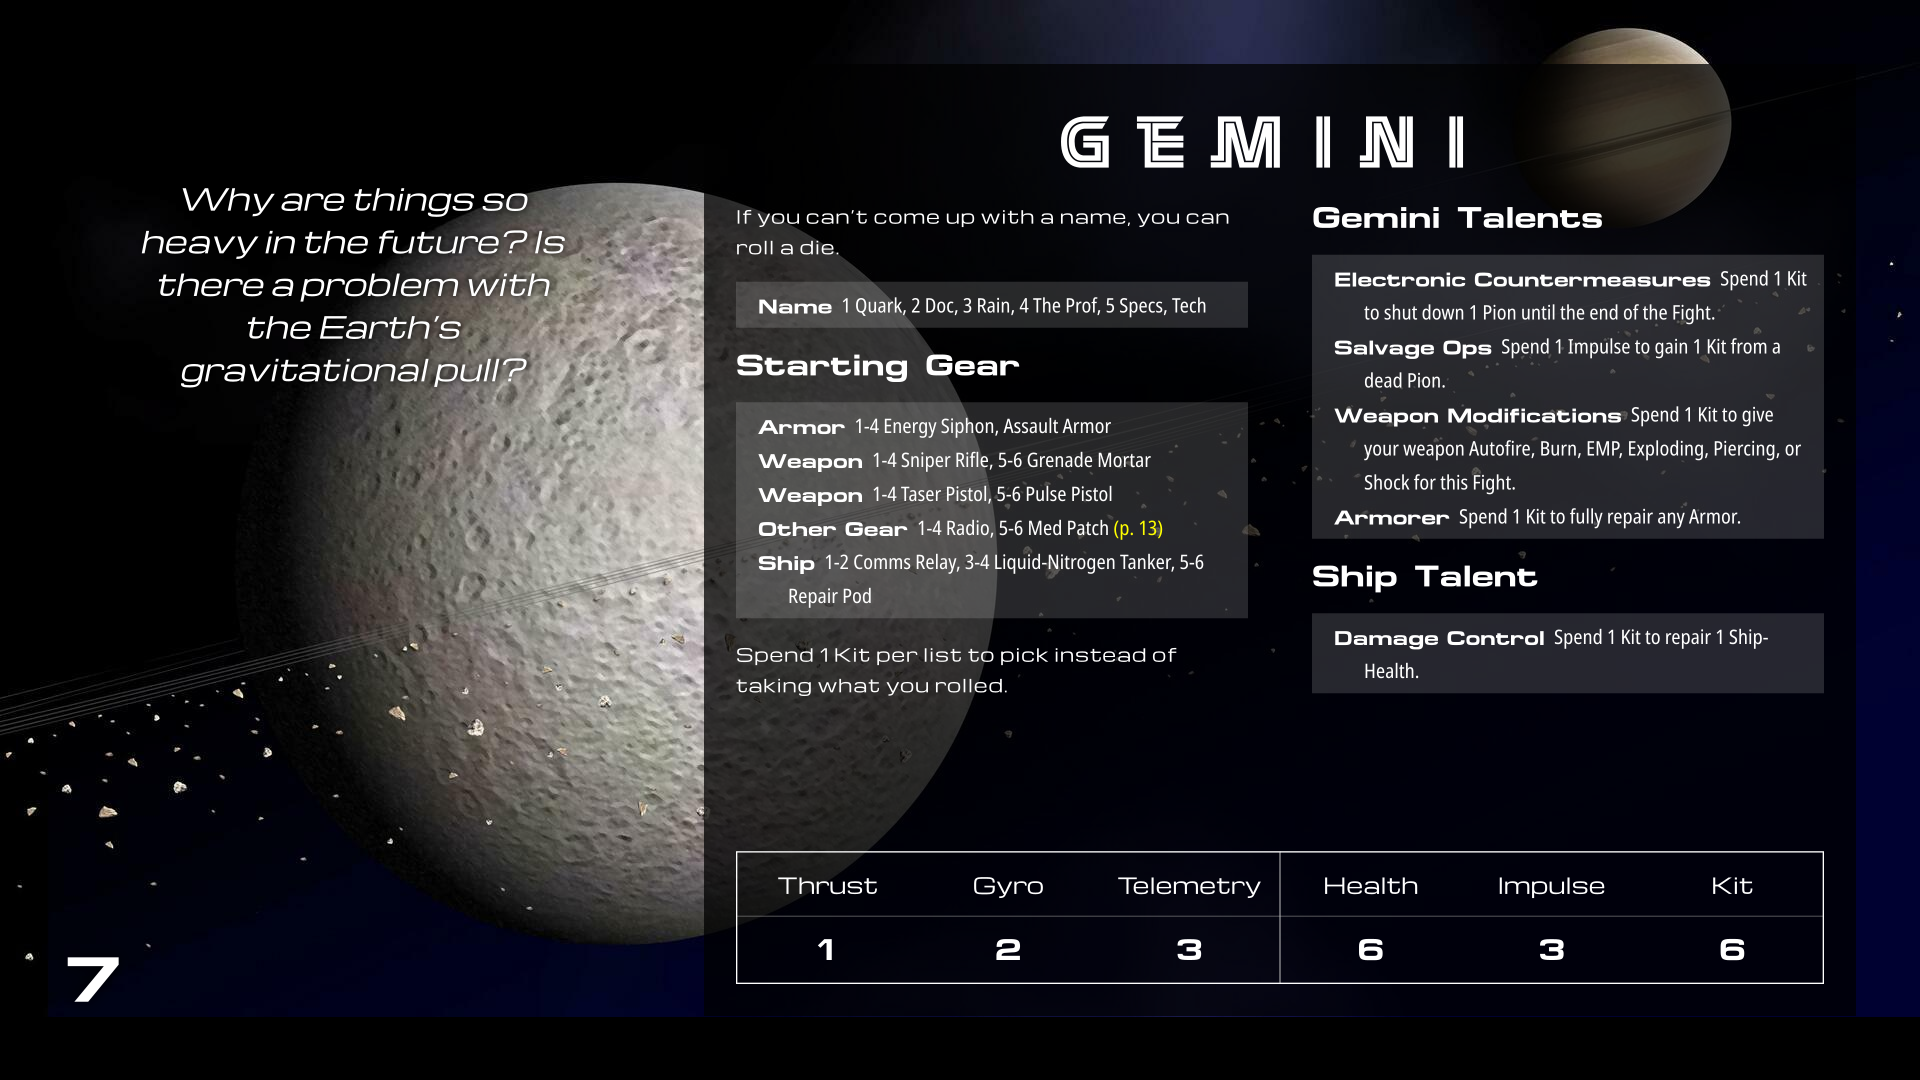 Why are things so
heavy in the future? Is
there a problem with
the Earth's
gravitational pull?
7
GEMINI
If you can't come up with a name, you can
roll a die.
Name 1 Quark, 2 Doc, 3 Rain, 4 The Prof, 5 Specs, Tech
Starting Gear
Armor 1-4 Energy Siphon, Assault Armor
Weapon 1-4 Sniper Rifle, 5-6 Grenade Mortar
Weapon 1-4 Taser Pistol, 5-6 Pulse Pistol
Other Gear 1-4 Radio, 5-6 Med Patch (p. 13)
Ship 1-2 Comms Relay, 3-4 Liquid-Nitrogen Tanker, 5-6
Repair Pod
Spend 1 Kit per list to pick instead of
taking what you rolled.
Gemini Talents
Electronic Countermeasures Spend 1 Kit
to shut down 1 Pion until the end of the Fight.
Salvage Ops Spend 1 Impulse to gain 1 Kit from a
dead Pion.
Weapon Modifications Spend 1 Kit to give
your weapon Autofire, Burn, EMP, Exploding, Piercing, or
Shock for this Fight.
Armorer Spend 1 Kit to fully repair any Armor.
Ship Talent
Damage Control Spend 1 Kit to repair 1 Ship-
Health.
Thrust Gyro Telemetry Health Impulse Kit
1 2 3 6 3 6